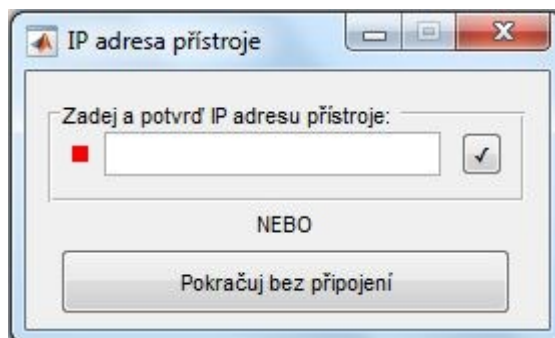 IP adresa přístroje
Zadej a potvrď IP adresu přístroje:
NEBO
Pokračuj bez připojení